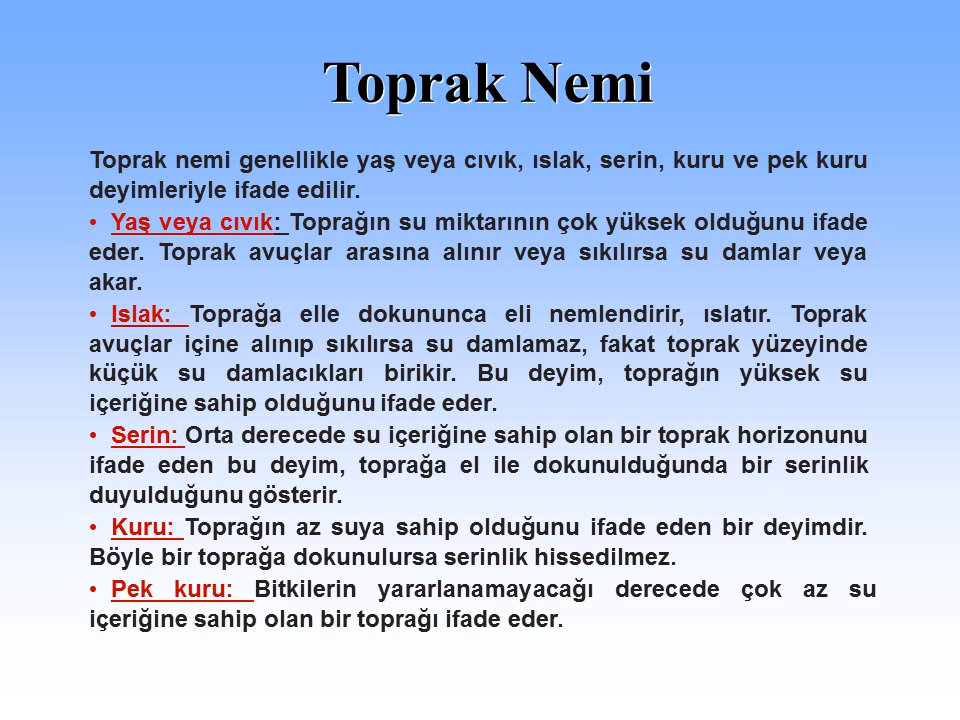 Toprak Nemi
Toprak nemi genellikle yaş veya cıvık, ıslak, serin, kuru ve pek kuru
deyimleriyle ifade edilir.
• Yaş veya cıvık: Toprağın su miktarının çok yüksek olduğunu ifade
eder. Toprak avuçlar arasına alınır veya sıkılırsa su damlar veya
akar.
• Islak: Toprağa elle dokununca eli nemlendirir, ıslatır. Toprak
avuçlar içine alınıp sıkılırsa su damlamaz, fakat toprak yüzeyinde
küçük su damlacıkları birikir. Bu deyim, toprağın yüksek su
içeriğine sahip olduğunu ifade eder.
• Serin: Orta derecede su içeriğine sahip olan bir toprak horizonunu
ifade eden bu deyim, toprağa el ile dokunulduğunda bir serinlik
duyulduğunu gösterir.
• Kuru: Toprağın az suya sahip olduğunu ifade eden bir deyimdir.
Böyle bir toprağa dokunulursa serinlik hissedilmez.
• Pek kuru: Bitkilerin yararlanamayacağı derecede çok az su
içeriğine sahip olan bir toprağı ifade eder.